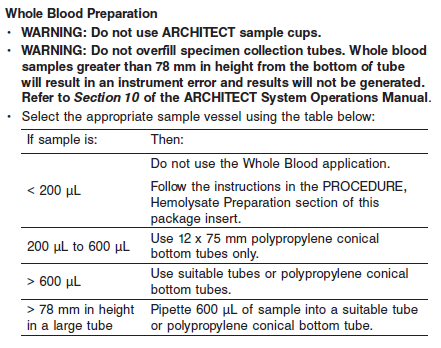 Whole Blood Preparation
• WARNING: Do not use ARCHITECT sample cups.
• WARNING: Do not overfill specimen collection tubes. Whole blood
samples greater than 78 mm in height from the bottom of tube
will result in an instrument error and results will not be generated.
Refer to Section 10 of the ARCHITECT System Operations Manual.
• Select the appropriate sample vessel using the table below:
If sample is: Then:
< 200 µL
Do not use the Whole Blood application.
Follow the instructions in the PROCEDURE,
Hemolysate Preparation section of this
package insert.
200 µL to 600 µL
Use 12 x 75 mm polypropylene conical
bottom tubes only.
> 600 µL
Use suitable tubes or polypropylene conical
bottom tubes.
> 78 mm in height
in a large tube
Pipette 600 µL of sample into a suitable tube
or polypropylene conical bottom tube.